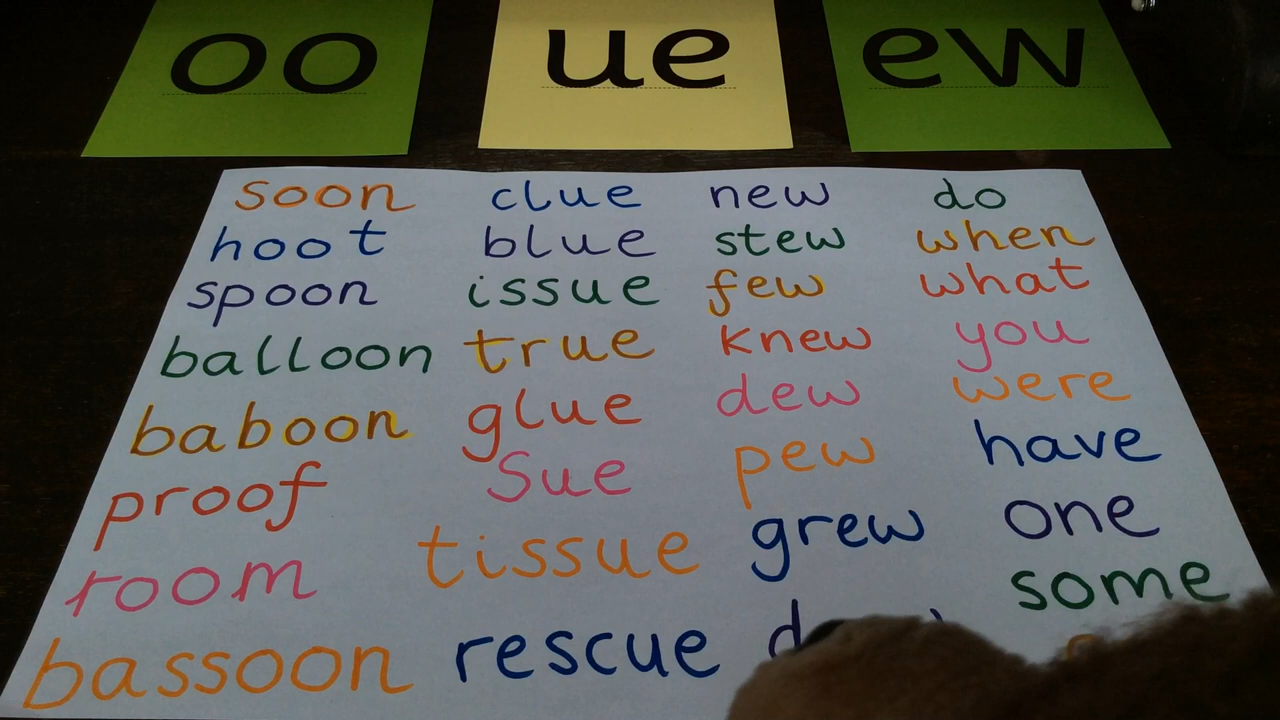 oo ue ew
soon clue new do
hoot blue stew when
spoon issue few what
balloon true knew you
baboon glue dew were
proof Sue pew have
room tissue grew one
bassoon rescue some